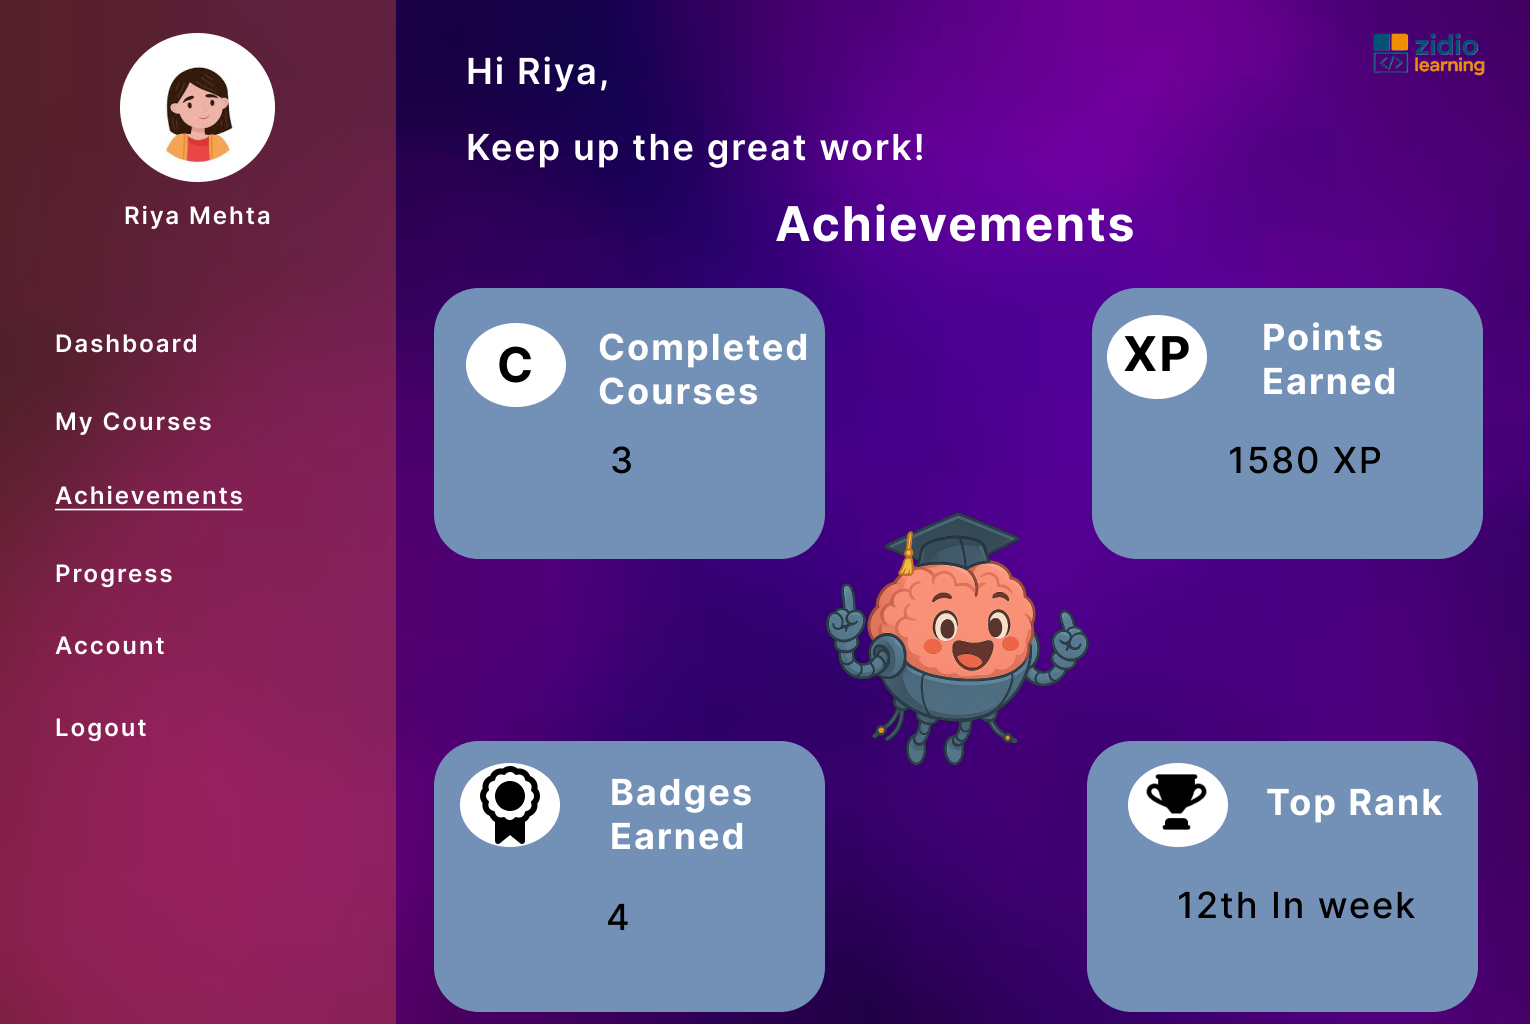 Riya Mehta
Dashboard
My Courses
Achievements
Progress
Account
Logout
Hi Riya,
Keep up the great work!
zidio
learning
</>
Achievements
C
Completed
Courses
3
XP
Points
Earned
1580 XP
Badges
Earned
4
Top Rank
12th In week